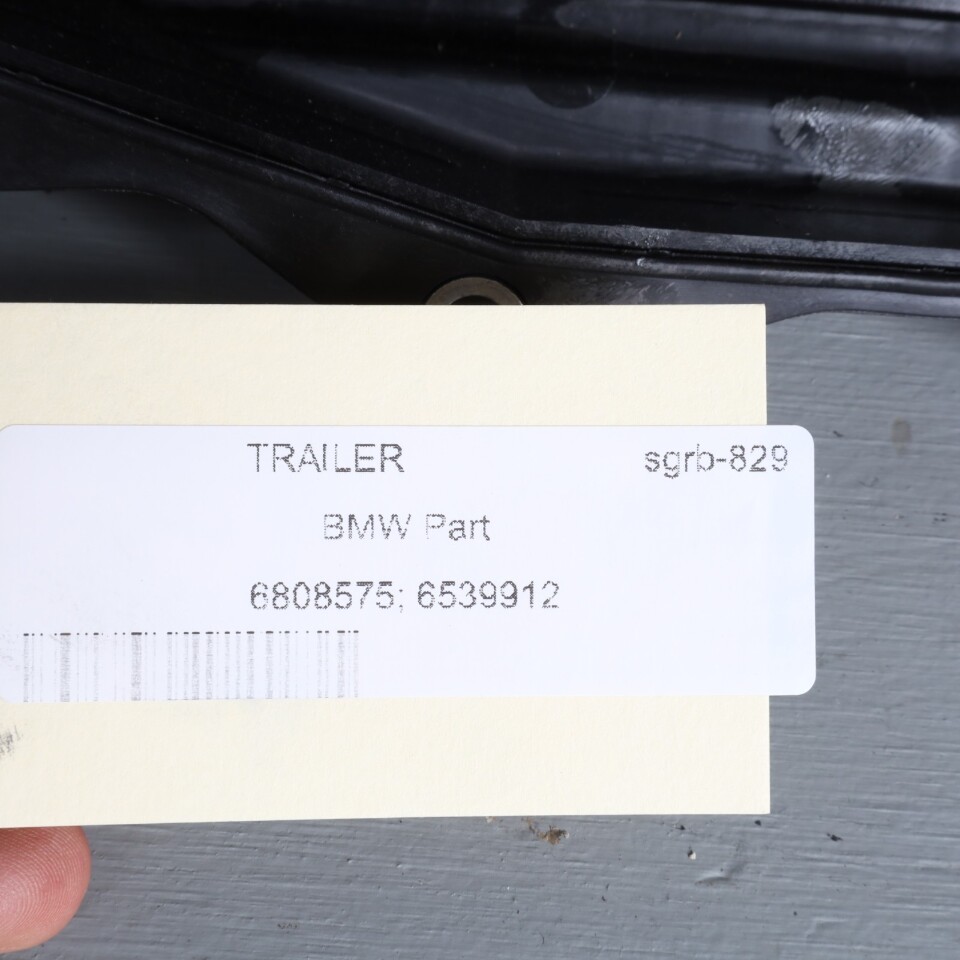 TRAILER sgrb-829
BMW Part
6808575; 6539912